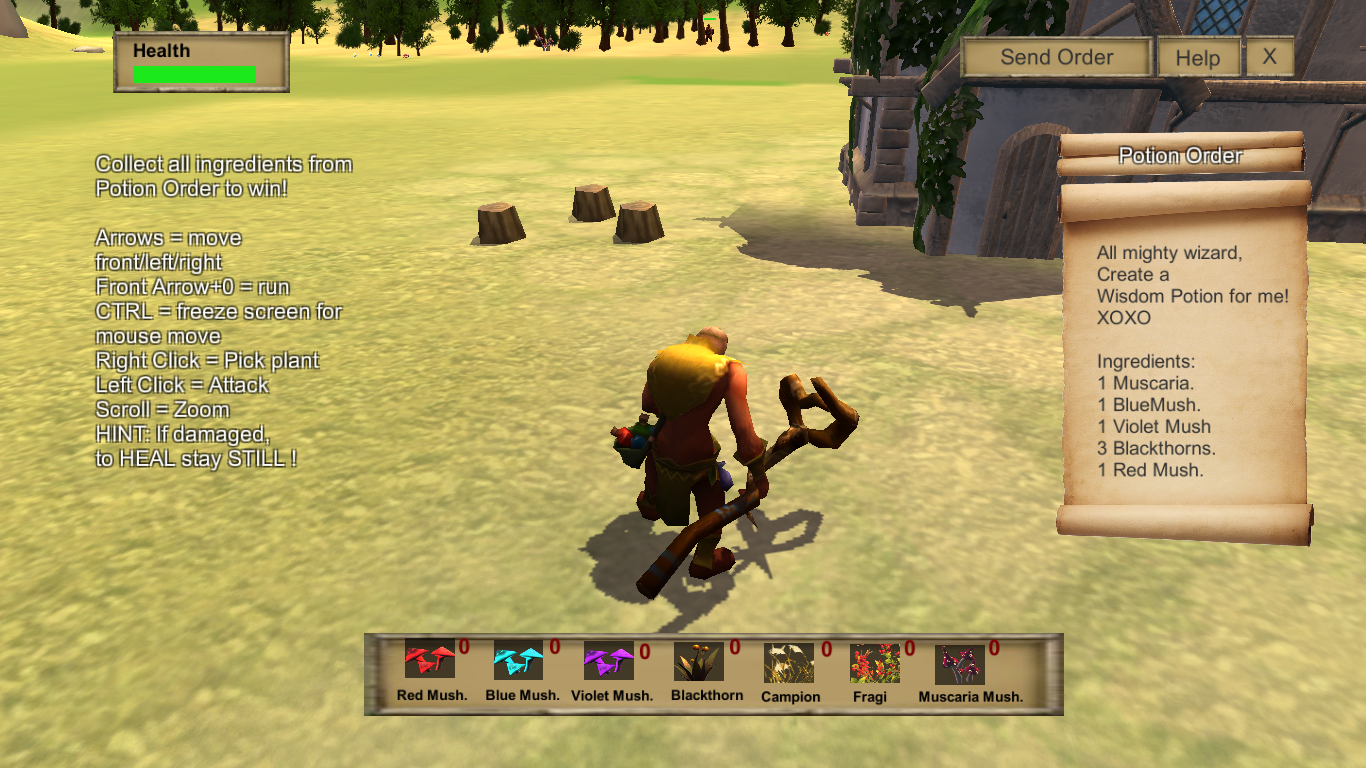 Health
Send Order
Help
X
Collect all ingredients from
Potion Order to win!
Arrows = move
front/left/right
Front Arrow+0 = run
CTRL = freeze screen for
mouse move
Right Click = Pick plant
Left Click = Attack
Scroll = Zoom
HINT: If damaged,
to HEAL stay STILL !
Potion Order
All mighty wizard,
Create a
Wisdom Potion for me!
XOXO
Ingredients:
1 Muscaria.
1 BlueMush.
1 Violet Mush
3 Blackthorns.
1 Red Mush.
0 0 0 0 0 0 0
Red Mush. Blue Mush. Violet Mush. Blackthorn Campion Fragi Muscaria Mush.